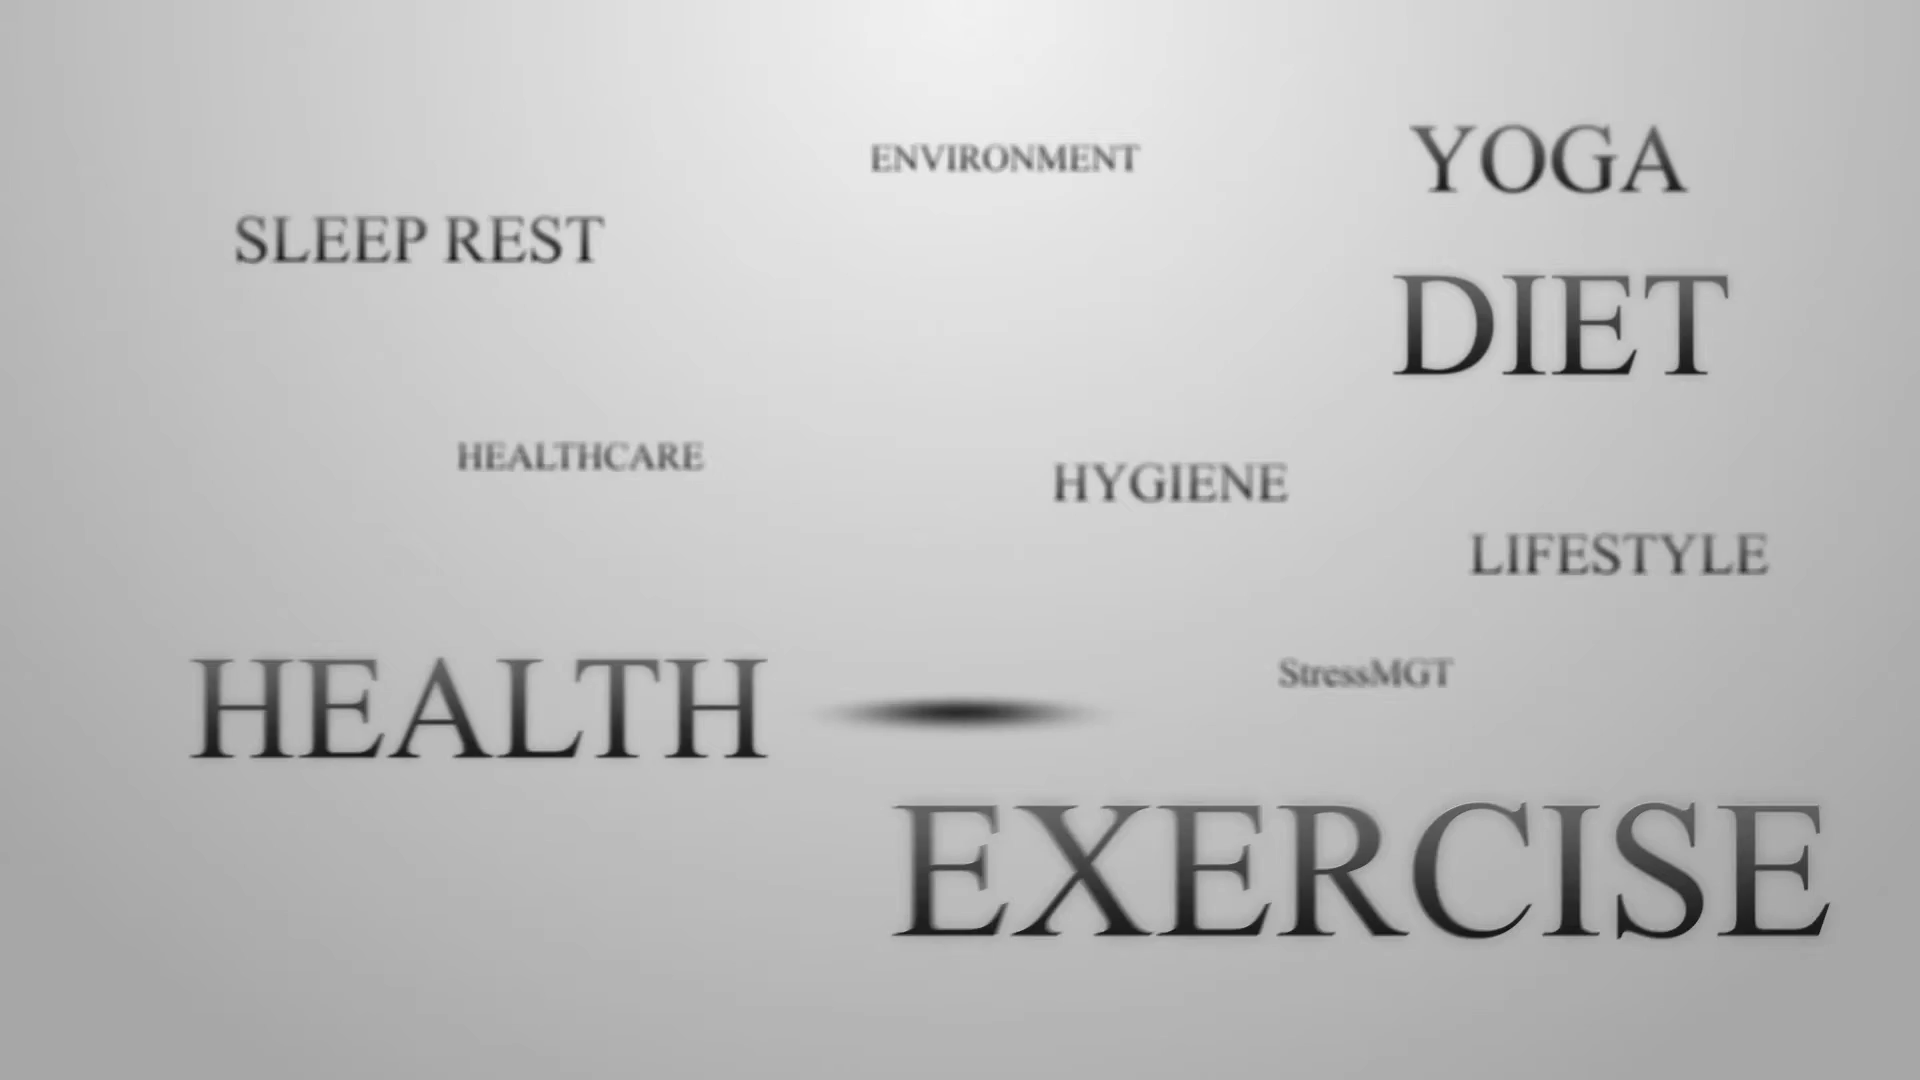 ENVIRONMENT
YOGA
SLEEP REST
DIET
HEALTHCARE
HYGIENE
LIFESTYLE
HEALTH
StressMGT
EXERCISE